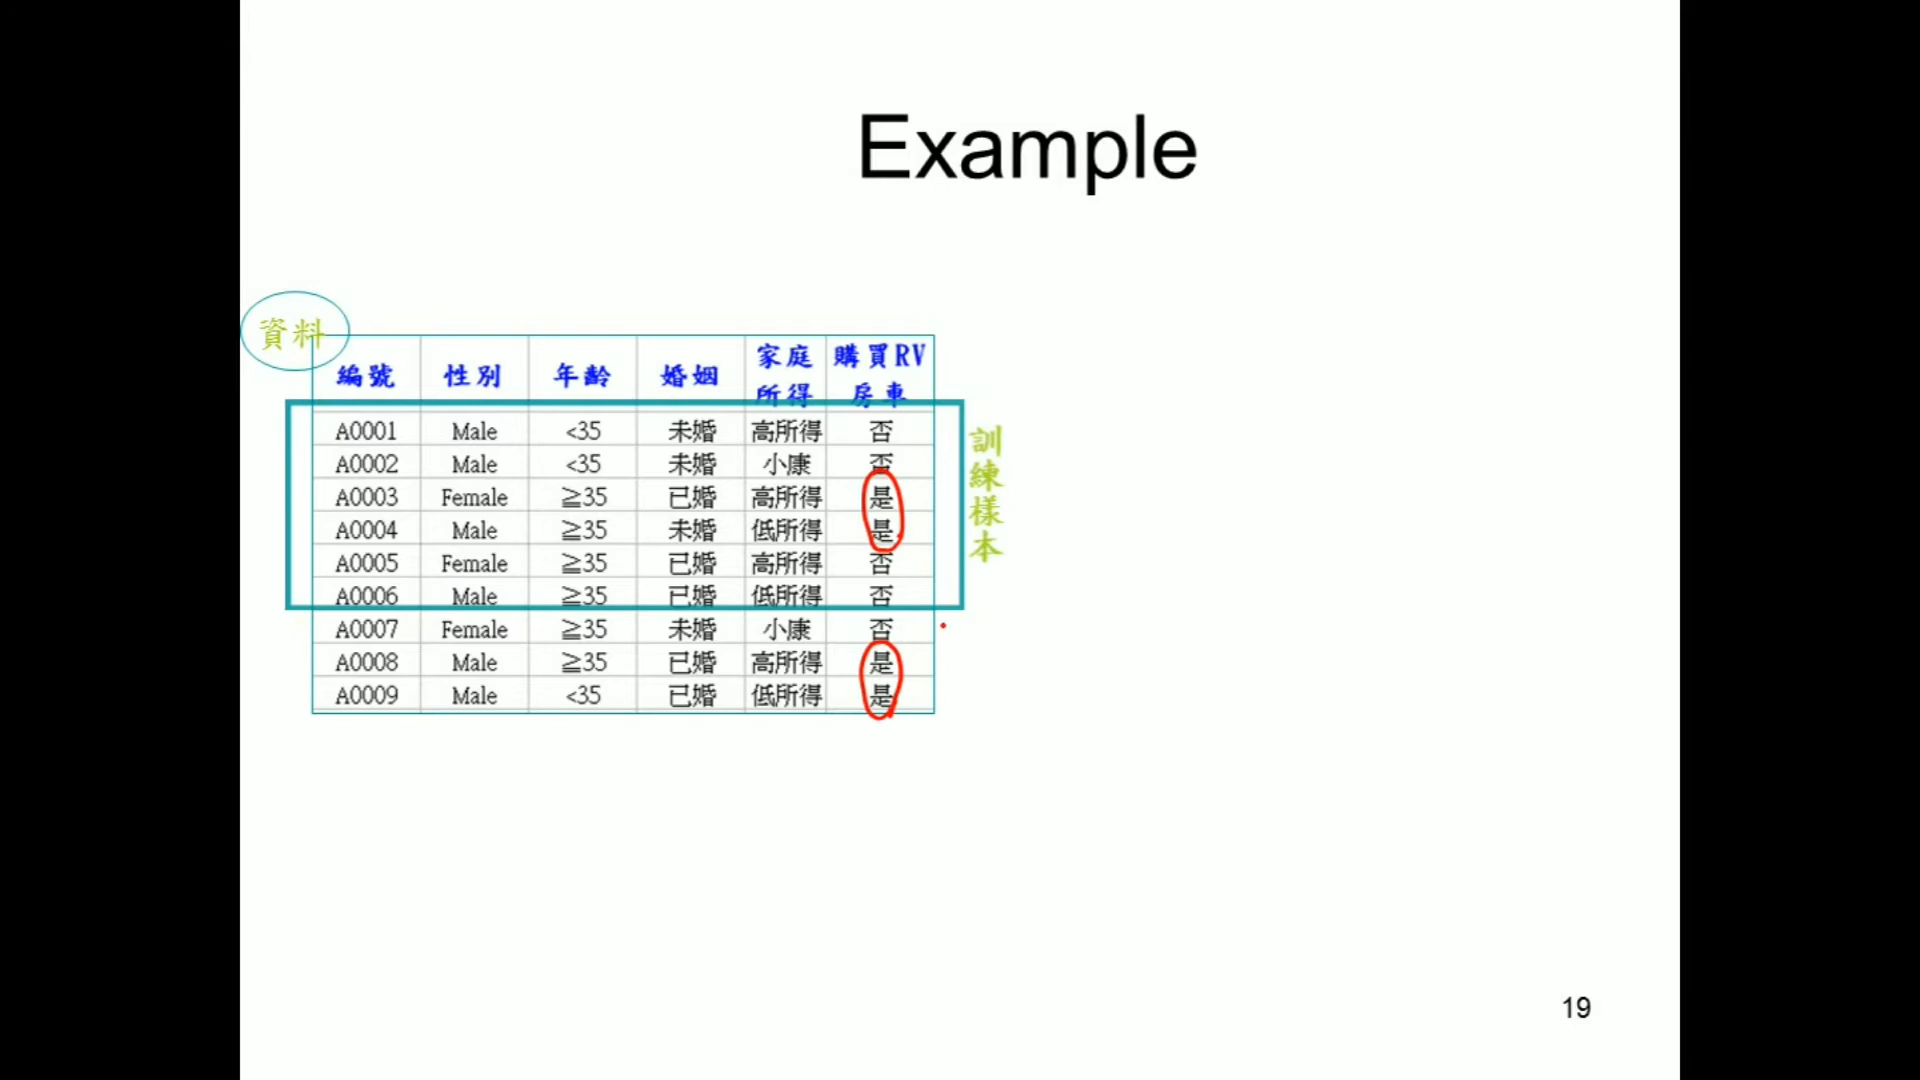 Example
資料
編號 性別 年齡 婚姻 家庭所得 購買RV房車
A0001 Male <35 未婚 高所得 否
A0002 Male <35 未婚 小康 否
A0003 Female ≧35 已婚 高所得 是
A0004 Male ≧35 未婚 低所得 是
A0005 Female ≧35 已婚 高所得 否
A0006 Male ≧35 已婚 低所得 否
A0007 Female ≧35 未婚 小康 否
A0008 Male ≧35 已婚 高所得 是
A0009 Male <35 已婚 低所得 是
訓練樣本
19